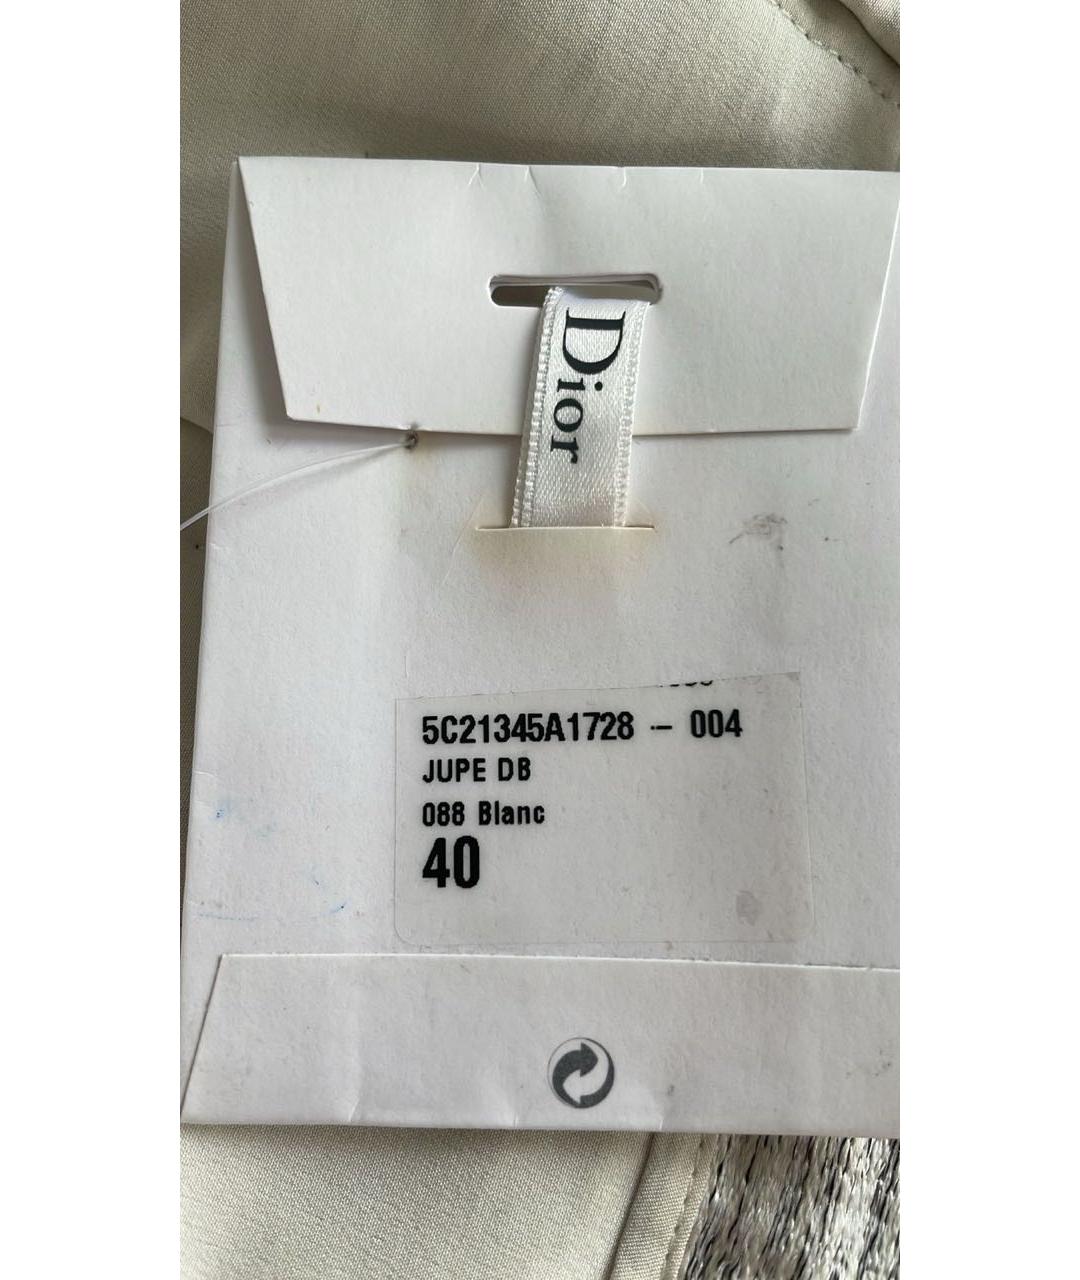 Dior
5C21345A1728 - 004
JUPE DB
088 Blanc
40